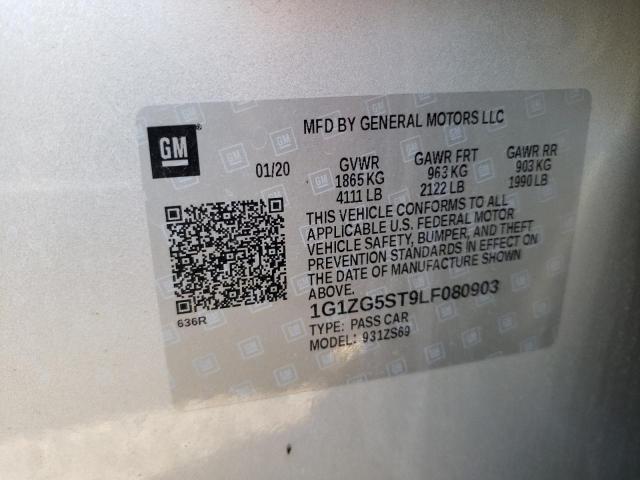 GM ®
MFD BY GENERAL MOTORS LLC
01/20 GVWR GAWR FRT GAWR RR
1865 KG 963 KG 903 KG
4111 LB 2122 LB 1990 LB
THIS VEHICLE CONFORMS TO ALL
APPLICABLE U.S. FEDERAL MOTOR
VEHICLE SAFETY, BUMPER, AND THEFT
PREVENTION STANDARDS IN EFFECT ON
THE DATE OF MANUFACTURE SHOWN
ABOVE.
636R
1G1ZG5ST9LF080903
TYPE: PASS CAR
MODEL: 931ZS69